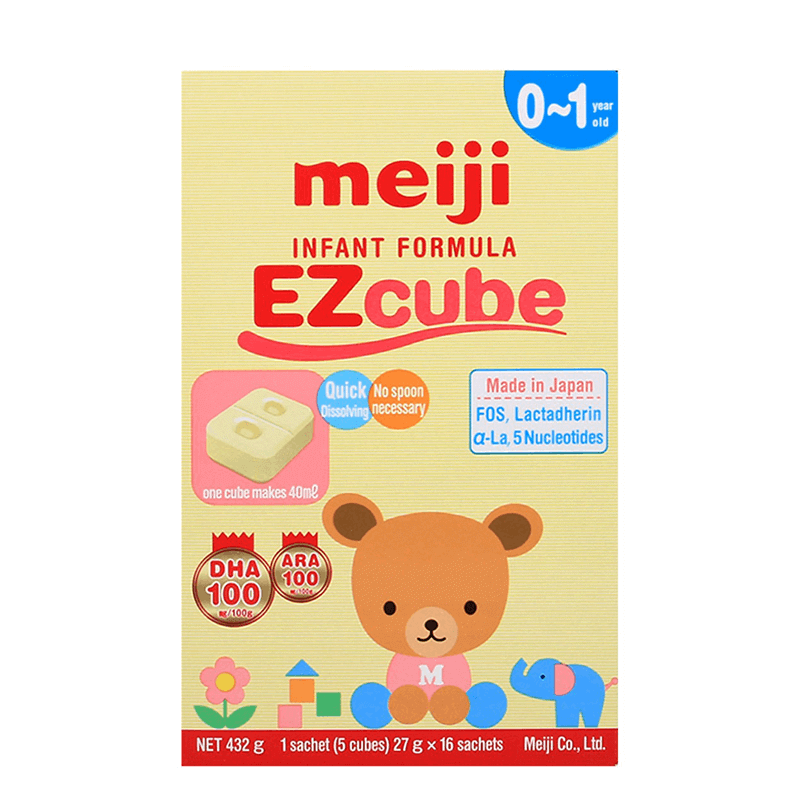 0~1 year old
meiji
INFANT FORMULA
EZcube
Quick Dissolving
No spoon necessary
Made in Japan
FOS, Lactadherin
α-La, 5 Nucleotides
one cube makes 40mℓ
DHA
100
mg/100g
ARA
100
mg/100g
M
NET 432 g 1 sachet (5 cubes) 27 g × 16 sachets Meiji Co., Ltd.